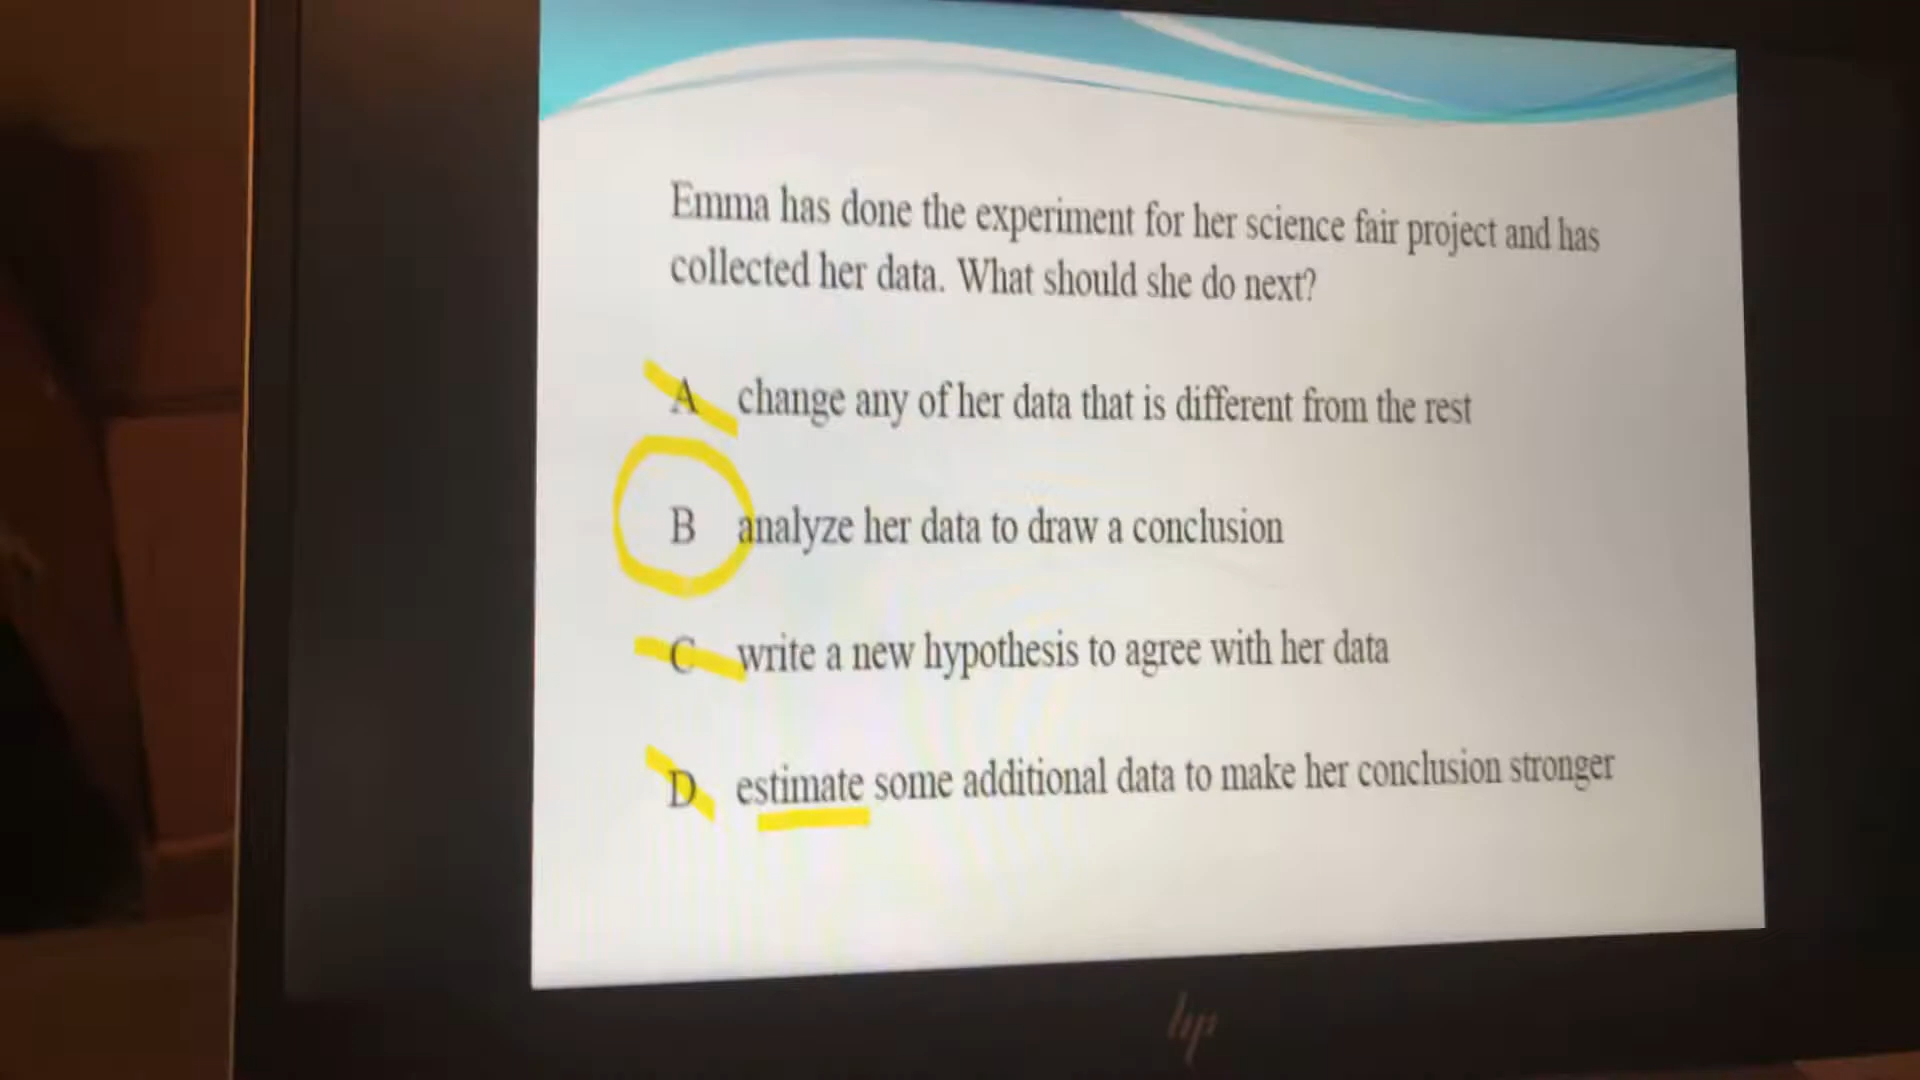 Emma has done the experiment for her science fair project and has
collected her data. What should she do next?
A change any of her data that is different from the rest
B analyze her data to draw a conclusion
C write a new hypothesis to agree with her data
D estimate some additional data to make her conclusion stronger
hp